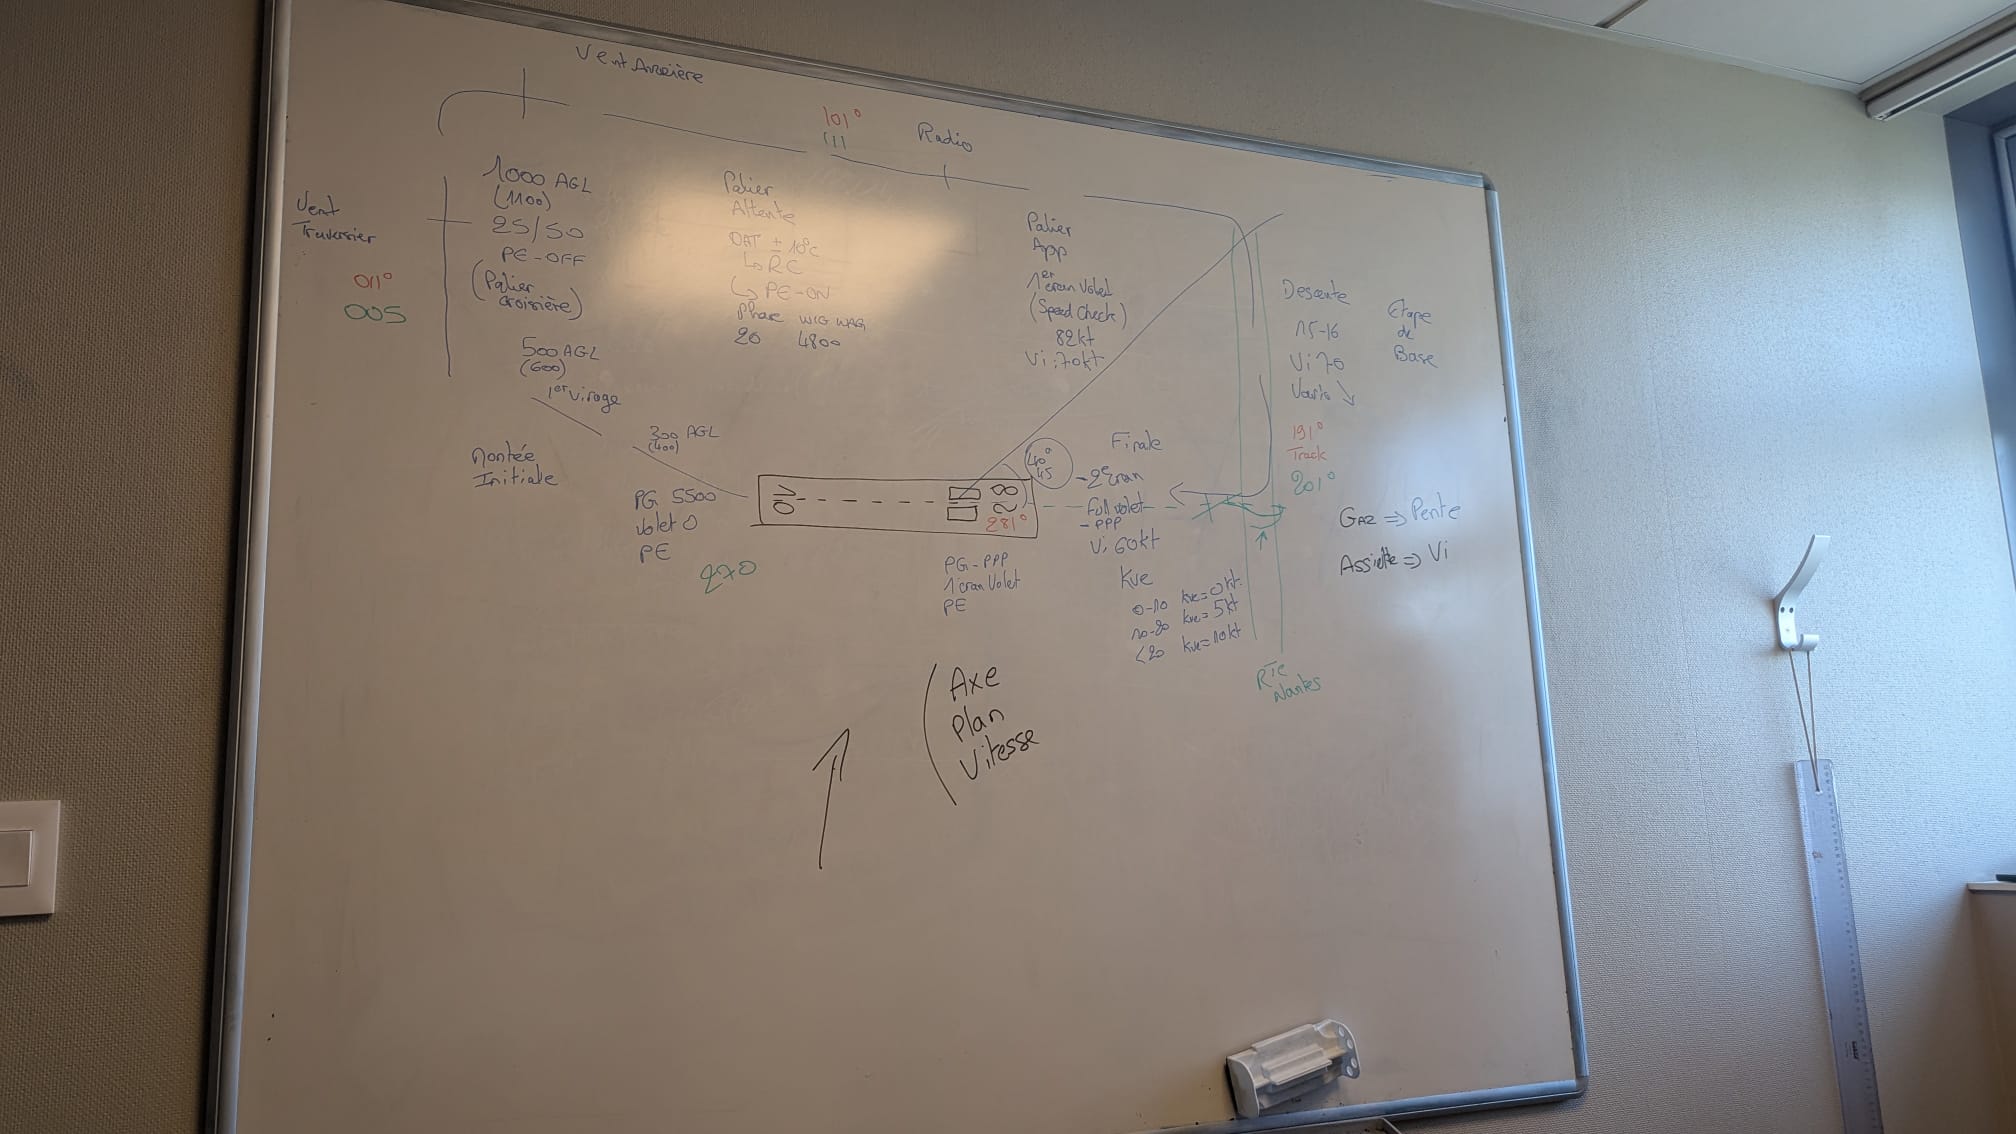 Vent Arrière
101°
111
Radio
Vent
Traversier
011°
005
1000 AGL
(1100)
25/50
PE-OFF
(Palier
croisière)
500 AGL
(600)
1er virage
Palier
Attente
OAT ± 10°C
↳ RC
↳ PE-ON
Phare WIG WAG
20 4800
Palier
App
1er cran Volet
(Speed Check)
82kt
Vi: 70kt
Descente
15-16
Vi 70
Vario ↘
191°
Track
201°
Etape
de
Base
Montée
Initiale
300 AGL
(400)
PG 5500
Volet 0
PE
270
07
28
281°
40°
45
Finale
- 2e cran
Full volet
- PPP
Vi 60kt
Kve
0-10 kve=0kt
10-20 kve=5kt
<20 kve=10kt
PG-PPP
1 cran Volet
PE
GAZ ⇒ Pente
Assiette ⇒ Vi
RTE
Nantes
Axe
Plan
Vitesse